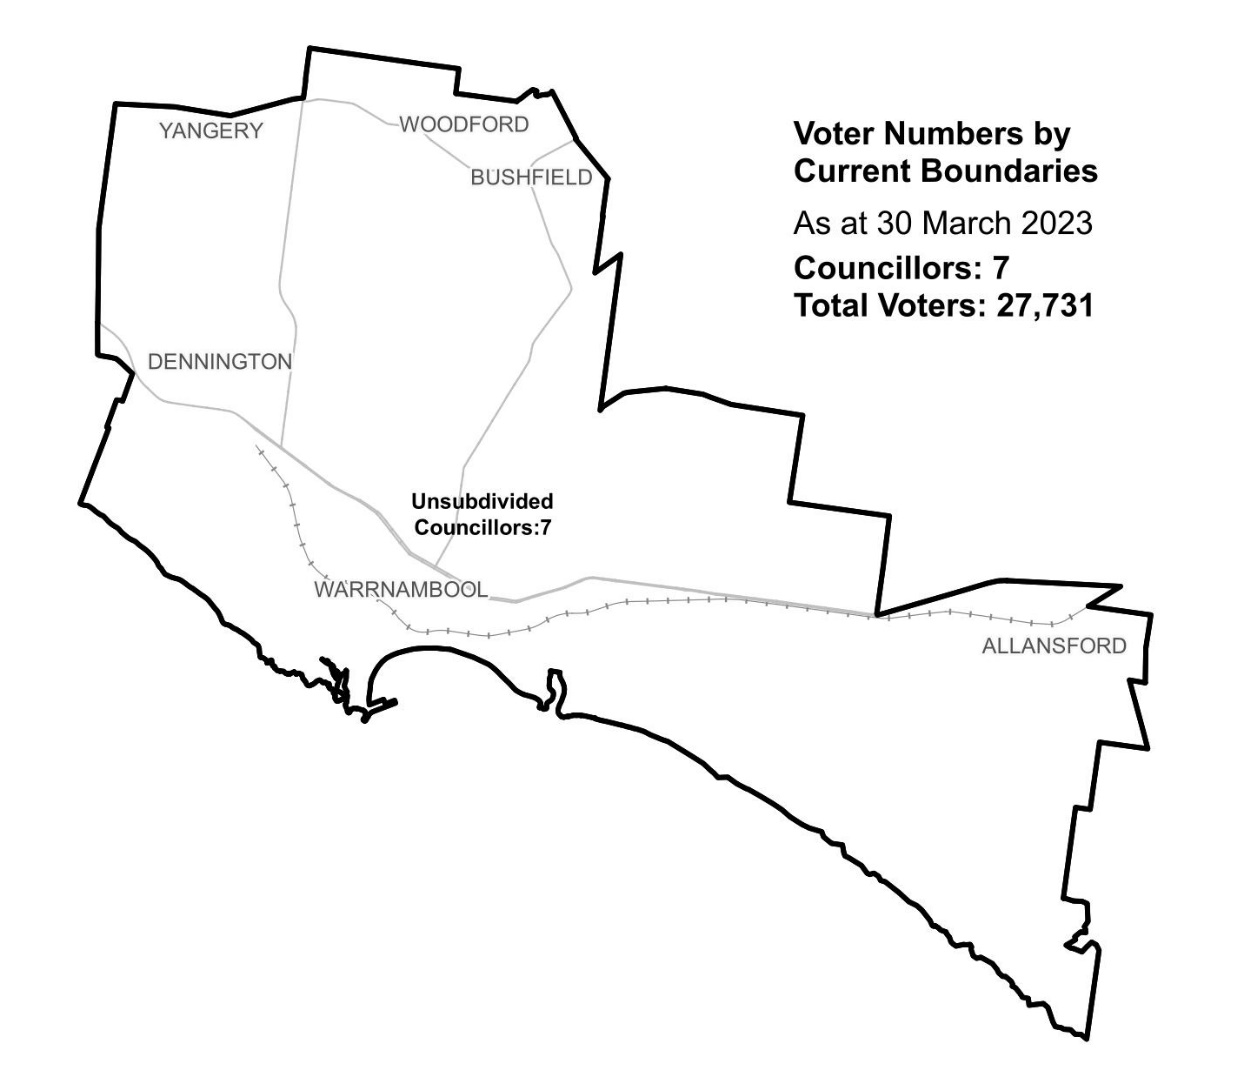 YANGERY
WOODFORD
BUSHFIELD
Voter Numbers by
Current Boundaries
As at 30 March 2023
Councillors: 7
Total Voters: 27,731
DENNINGTON
Unsubdivided
Councillors:7
WARRNAMBOOL
ALLANSFORD